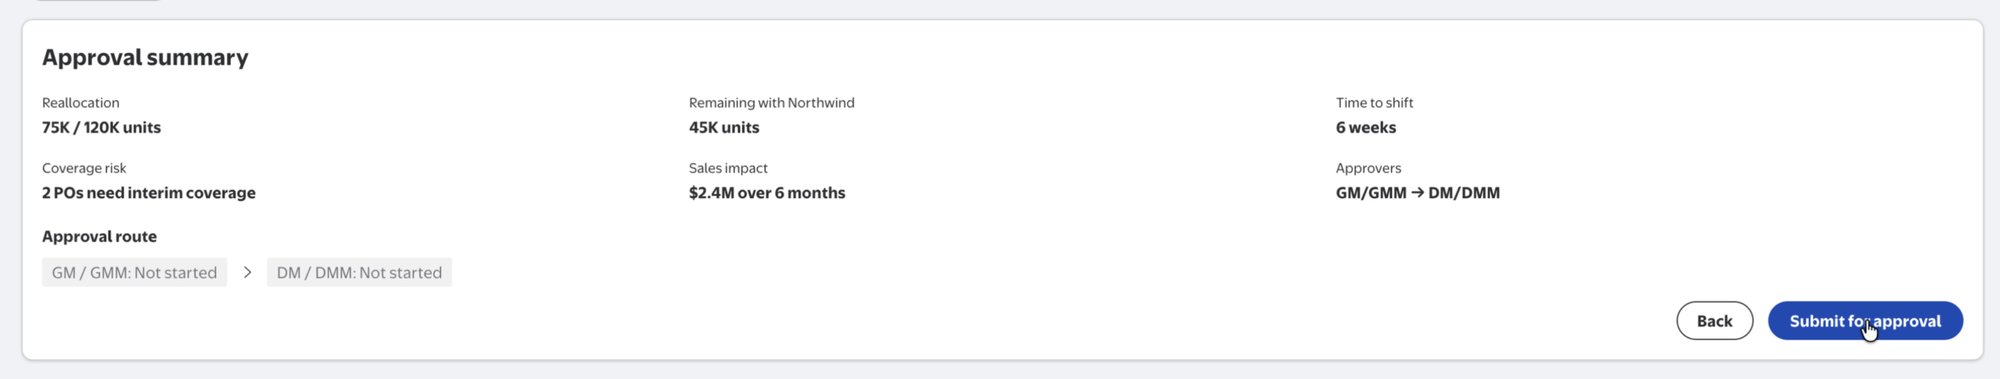 Approval summary
Reallocation
75K / 120K units
Remaining with Northwind
45K units
Time to shift
6 weeks
Coverage risk
2 POs need interim coverage
Sales impact
$2.4M over 6 months
Approvers
GM/GMM → DM/DMM
Approval route
GM / GMM: Not started > DM / DMM: Not started
Back
Submit for approval